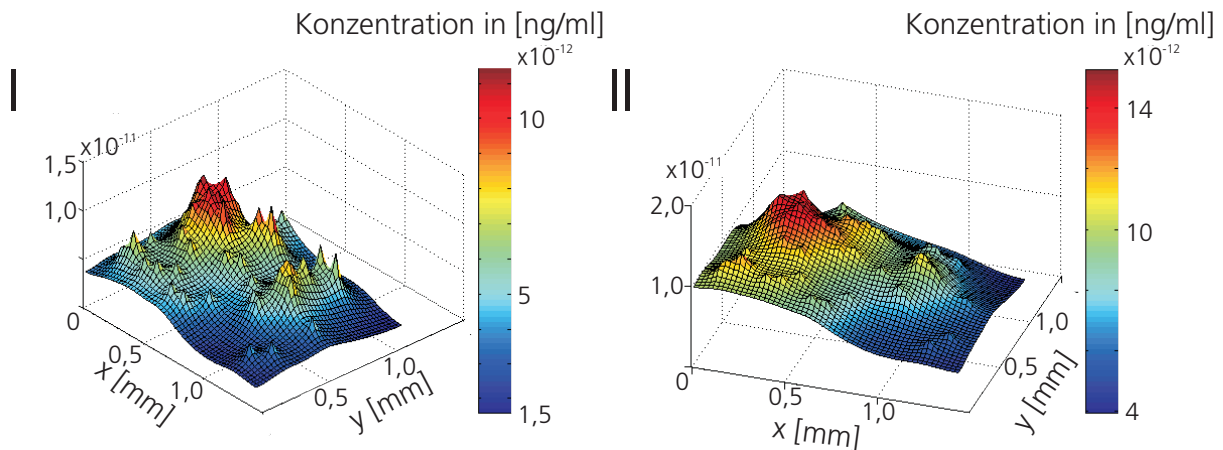 I
Konzentration in [ng/ml]
x10⁻¹²
10
5
1,5
x10⁻¹¹
1,5
1,0
0
0,5
1,0
x [mm]
0,5
1,0
y [mm]
II
Konzentration in [ng/ml]
x10⁻¹²
14
10
4
x10⁻¹¹
2,0
1,0
0
0,5
1,0
x [mm]
0,5
1,0
y [mm]